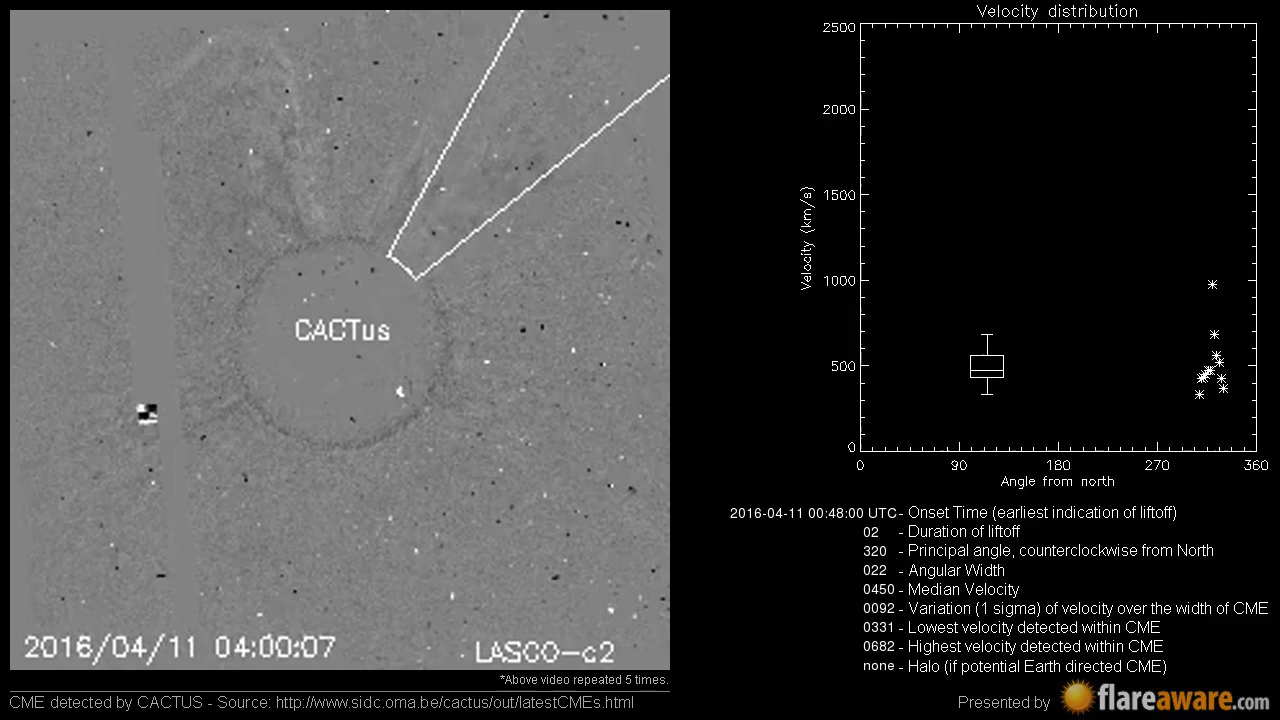 CACTus
2016/04/11 04:00:07
LASCO-c2
*Above video repeated 5 times.
CME detected by CACTUS - Source: http://www.sidc.oma.be/cactus/out/latestCMEs.html
Velocity distribution
2500
2000
1500
1000
500
0
Velocity (km/s)
0 90 180 270 360
Angle from north
2016-04-11 00:48:00 UTC - Onset Time (earliest indication of liftoff)
02 - Duration of liftoff
320 - Principal angle, counterclockwise from North
022 - Angular Width
0450 - Median Velocity
0092 - Variation (1 sigma) of velocity over the width of CME
0331 - Lowest velocity detected within CME
0682 - Highest velocity detected within CME
none - Halo (if potential Earth directed CME)
Presented by flareaware.com